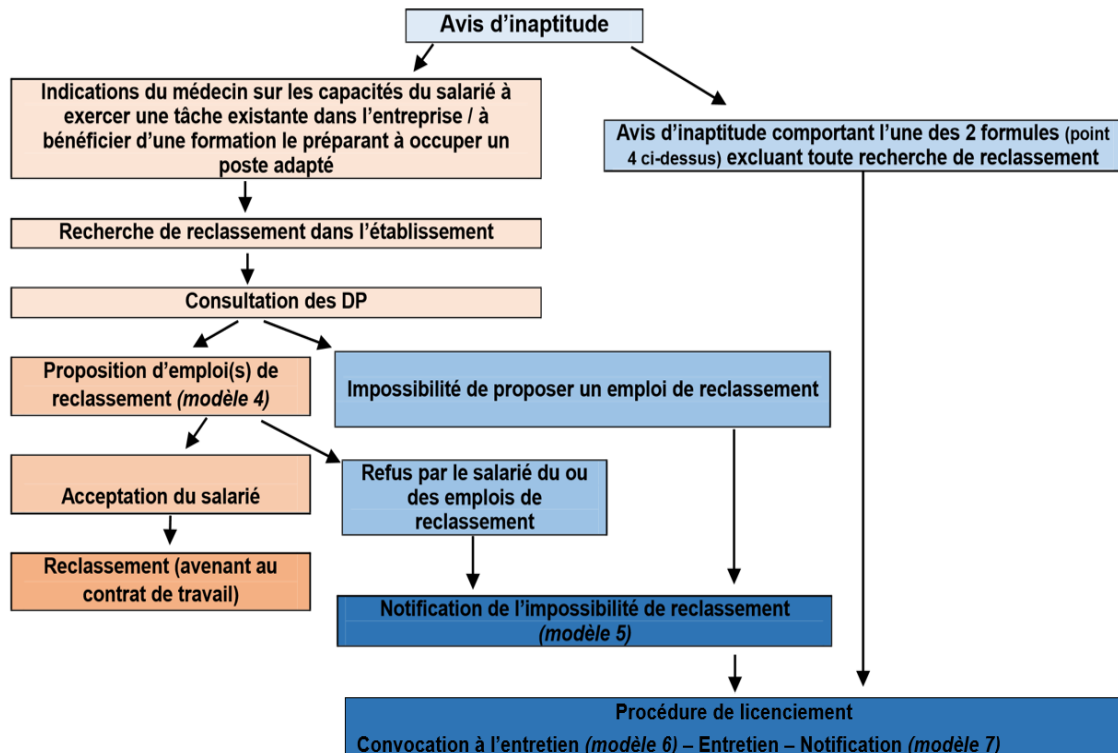 Avis d'inaptitude
Indications du médecin sur les capacités du salarié à
exercer une tâche existante dans l'entreprise / à
bénéficier d'une formation le préparant à occuper un
poste adapté
Avis d'inaptitude comportant l'une des 2 formules (point
4 ci-dessus) excluant toute recherche de reclassement
Recherche de reclassement dans l'établissement
Consultation des DP
Proposition d'emploi(s) de
reclassement (modèle 4)
Impossibilité de proposer un emploi de reclassement
Acceptation du salarié
Refus par le salarié du ou
des emplois de
reclassement
Reclassement (avenant au
contrat de travail)
Notification de l'impossibilité de reclassement
(modèle 5)
Procédure de licenciement
Convocation à l'entretien (modèle 6) – Entretien – Notification (modèle 7)